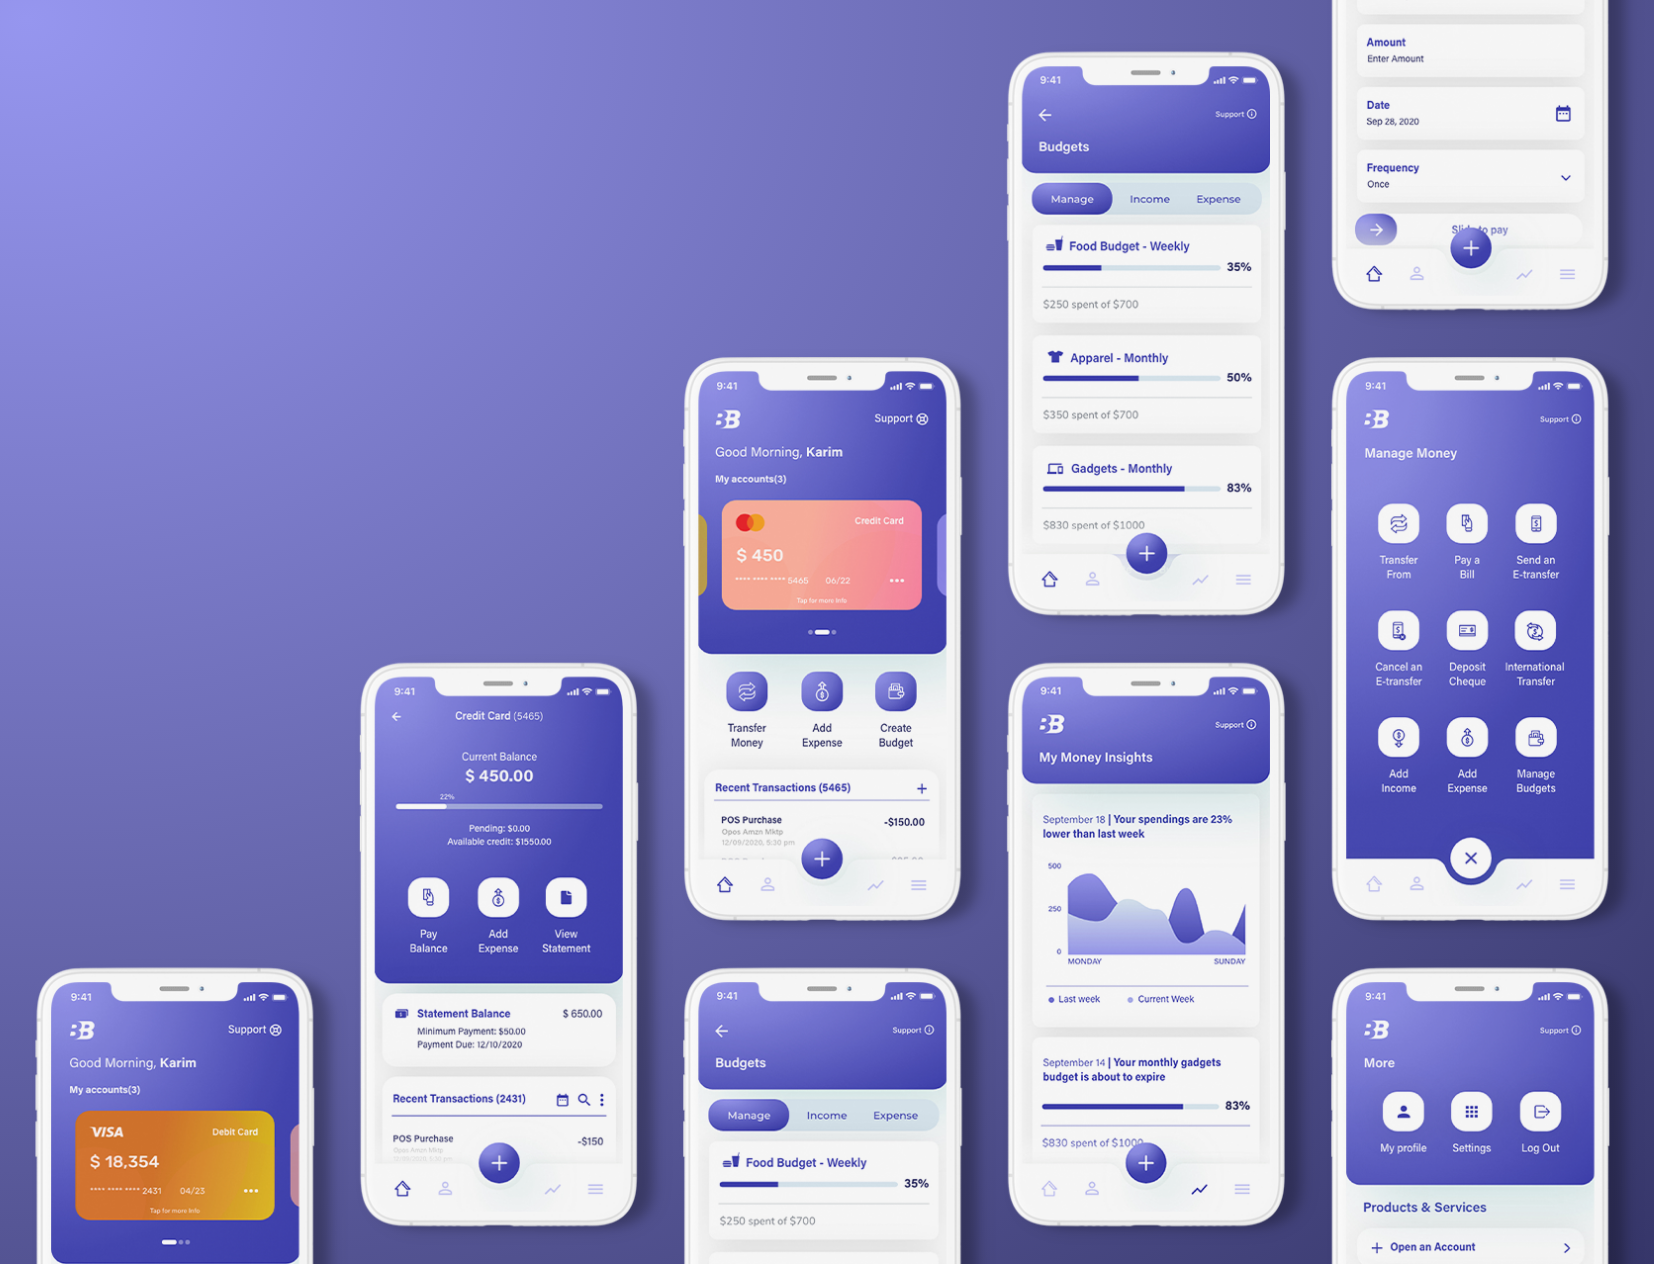 9:41
:B
Support
Good Morning, Karim
My accounts(3)
VISA
Debit Card
$ 18,354
**** **** **** 2431 04/23
Tap for more Info
9:41
Credit Card (5465)
Current Balance
$ 450.00
22%
Pending: $0.00
Available credit: $1550.00
Pay
Balance
Add
Expense
View
Statement
Statement Balance $ 650.00
Minimum Payment: $50.00
Payment Due: 12/10/2020
Recent Transactions (2431)
POS Purchase -$150
Opos Amzn Mktp
9:41
:B
Support
Good Morning, Karim
My accounts(3)
Credit Card
$ 450
**** **** **** 5465 06/22
Tap for more Info
Transfer
Money
Add
Expense
Create
Budget
Recent Transactions (5465)
POS Purchase -$150.00
Opos Amzn Mktp
12/09/2020, 5:30 pm
9:41
Support
Budgets
Manage Income Expense
Food Budget - Weekly
35%
$250 spent of $700
9:41
Support
Budgets
Manage Income Expense
Food Budget - Weekly
35%
$250 spent of $700
Apparel - Monthly
50%
$350 spent of $700
Gadgets - Monthly
83%
$830 spent of $1000
9:41
:B
Support
My Money Insights
September 18 | Your spendings are 23%
lower than last week
500
250
0
MONDAY SUNDAY
Last week Current Week
September 14 | Your monthly gadgets
budget is about to expire
83%
$830 spent of $1000
Amount
Enter Amount
Date
Sep 28, 2020
Frequency
Once
Slide to pay
9:41
:B
Support
Manage Money
Transfer
From
Pay a
Bill
Send an
E-transfer
Cancel an
E-transfer
Deposit
Cheque
International
Transfer
Add
Income
Add
Expense
Manage
Budgets
9:41
:B
Support
More
My profile
Settings
Log Out
Products & Services
Open an Account